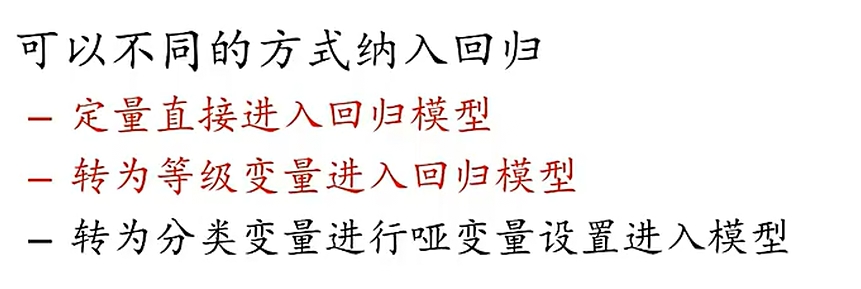 可以不同的方式纳入回归
– 定量直接进入回归模型
– 转为等级变量进入回归模型
– 转为分类变量进行哑变量设置进入模型